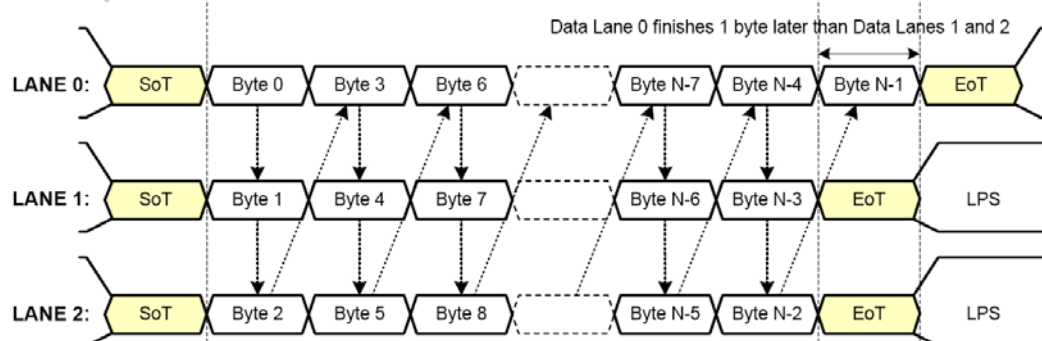 Data Lane 0 finishes 1 byte later than Data Lanes 1 and 2
LANE 0: SoT Byte 0 Byte 3 Byte 6 Byte N-7 Byte N-4 Byte N-1 EoT
LANE 1: SoT Byte 1 Byte 4 Byte 7 Byte N-6 Byte N-3 EoT LPS
LANE 2: SoT Byte 2 Byte 5 Byte 8 Byte N-5 Byte N-2 EoT LPS